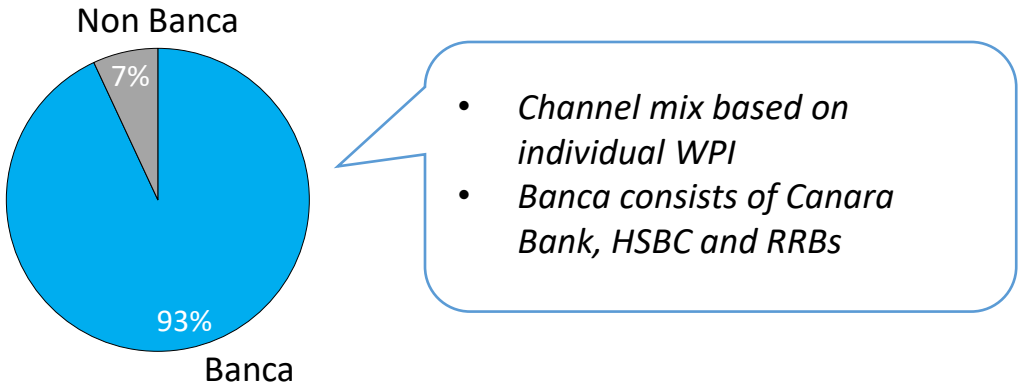 Non Banca
7%
93%
Banca
• Channel mix based on
individual WPI
• Banca consists of Canara
Bank, HSBC and RRBs